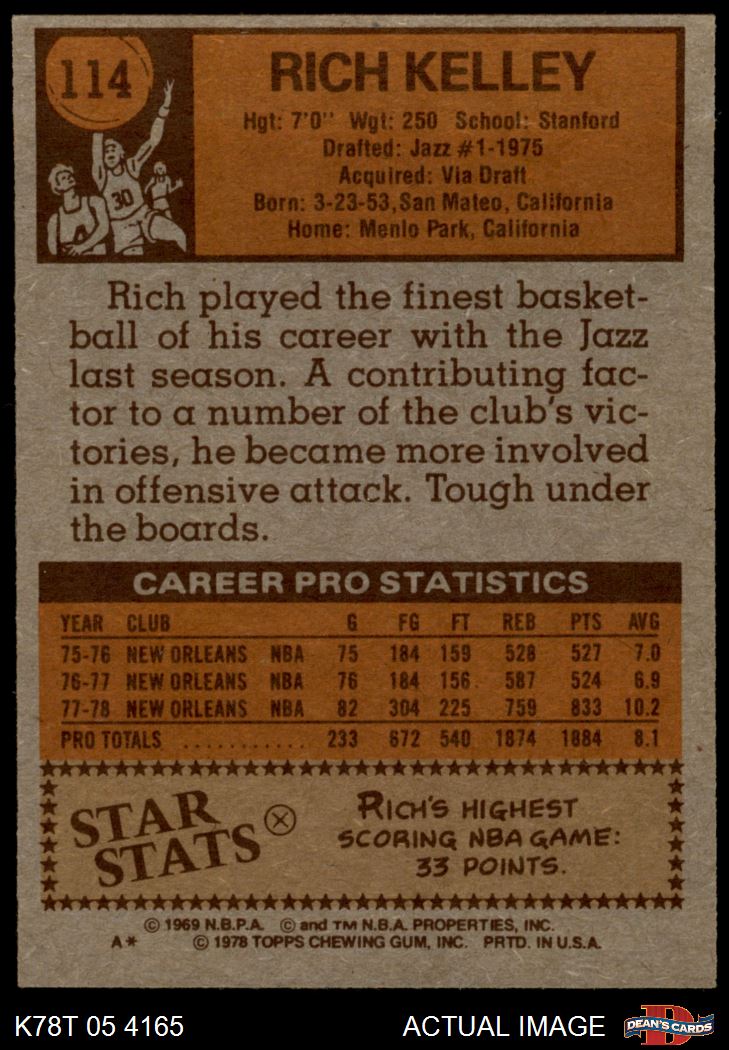 114
30
RICH KELLEY
Hgt: 7'0" Wgt: 250 School: Stanford
Drafted: Jazz #1-1975
Acquired: Via Draft
Born: 3-23-53, San Mateo, California
Home: Menlo Park, California
Rich played the finest basket-
ball of his career with the Jazz
last season. A contributing fac-
tor to a number of the club's vic-
tories, he became more involved
in offensive attack. Tough under
the boards.
CAREER PRO STATISTICS
YEAR CLUB G FG FT REB PTS AVG
75-76 NEW ORLEANS NBA 75 184 159 528 527 7.0
76-77 NEW ORLEANS NBA 76 184 156 587 524 6.9
77-78 NEW ORLEANS NBA 82 304 225 759 833 10.2
PRO TOTALS ........... 233 672 540 1874 1884 8.1
STAR
STATS
RICH'S HIGHEST
SCORING NBA GAME:
33 POINTS.
© 1969 N.B.P.A. © and TM N.B.A. PROPERTIES, INC.
A* © 1978 TOPPS CHEWING GUM, INC. PRTD. IN U.S.A.
K78T 05 4165 ACTUAL IMAGE
D
DEAN'S CARDS